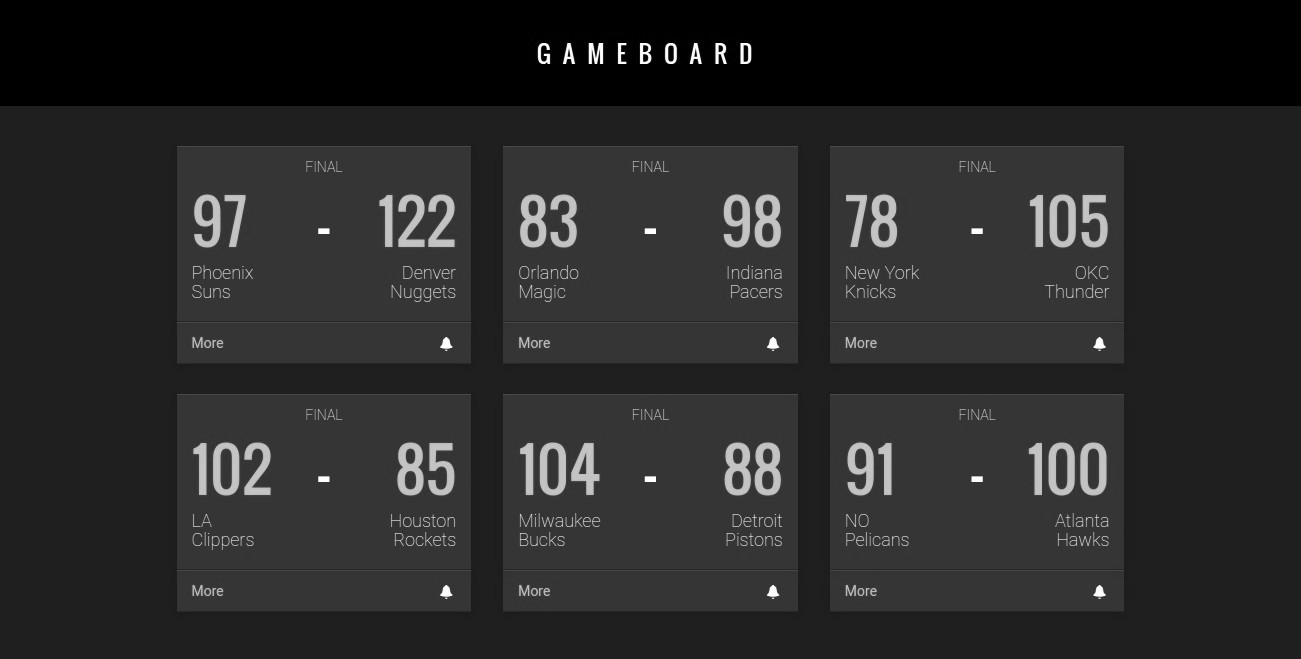 GAMEBOARD
FINAL
97 - 122
Phoenix Suns
Denver Nuggets
More
FINAL
83 - 98
Orlando Magic
Indiana Pacers
More
FINAL
78 - 105
New York Knicks
OKC Thunder
More
FINAL
102 - 85
LA Clippers
Houston Rockets
More
FINAL
104 - 88
Milwaukee Bucks
Detroit Pistons
More
FINAL
91 - 100
NO Pelicans
Atlanta Hawks
More